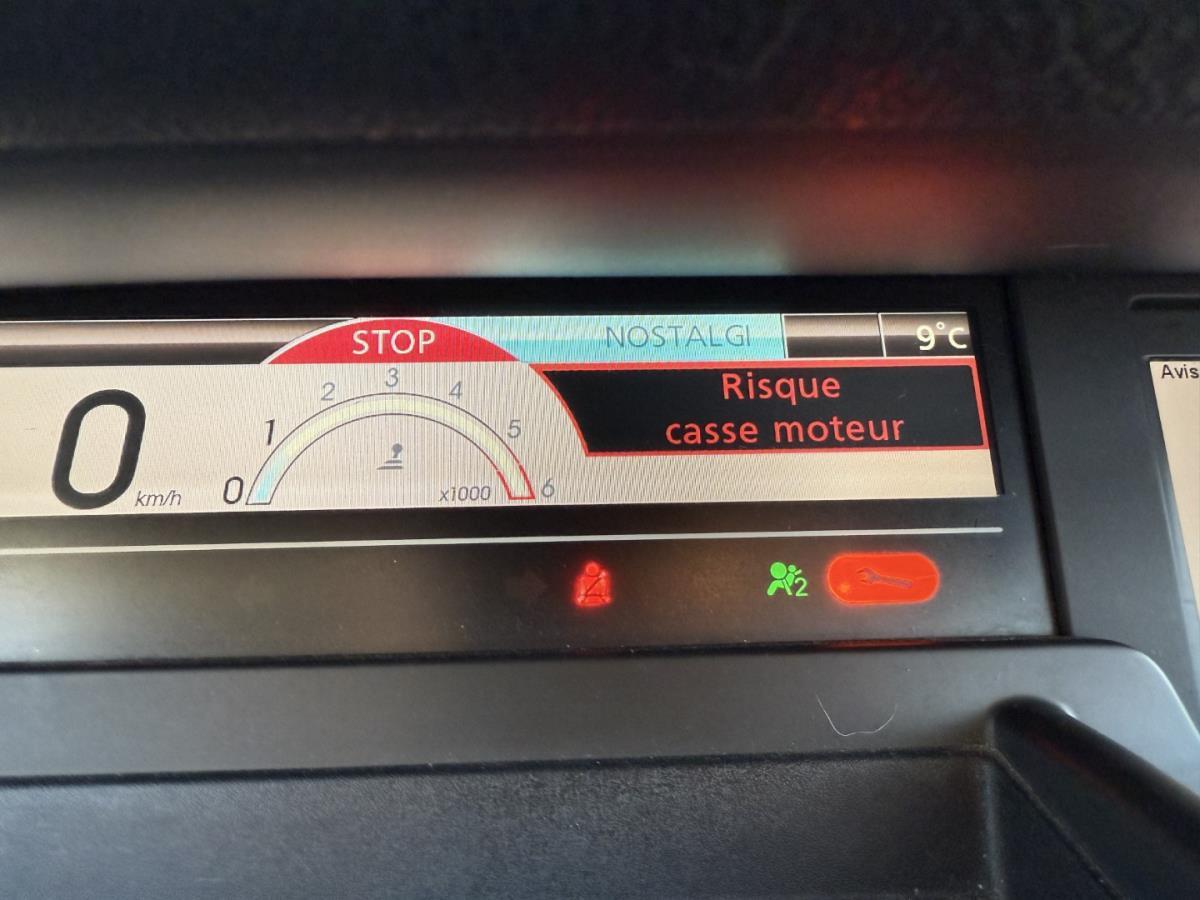 STOP
NOSTALGI
9°C
Risque
casse moteur
0
km/h
0
1
2
3
4
5
6
x1000
2
Avis